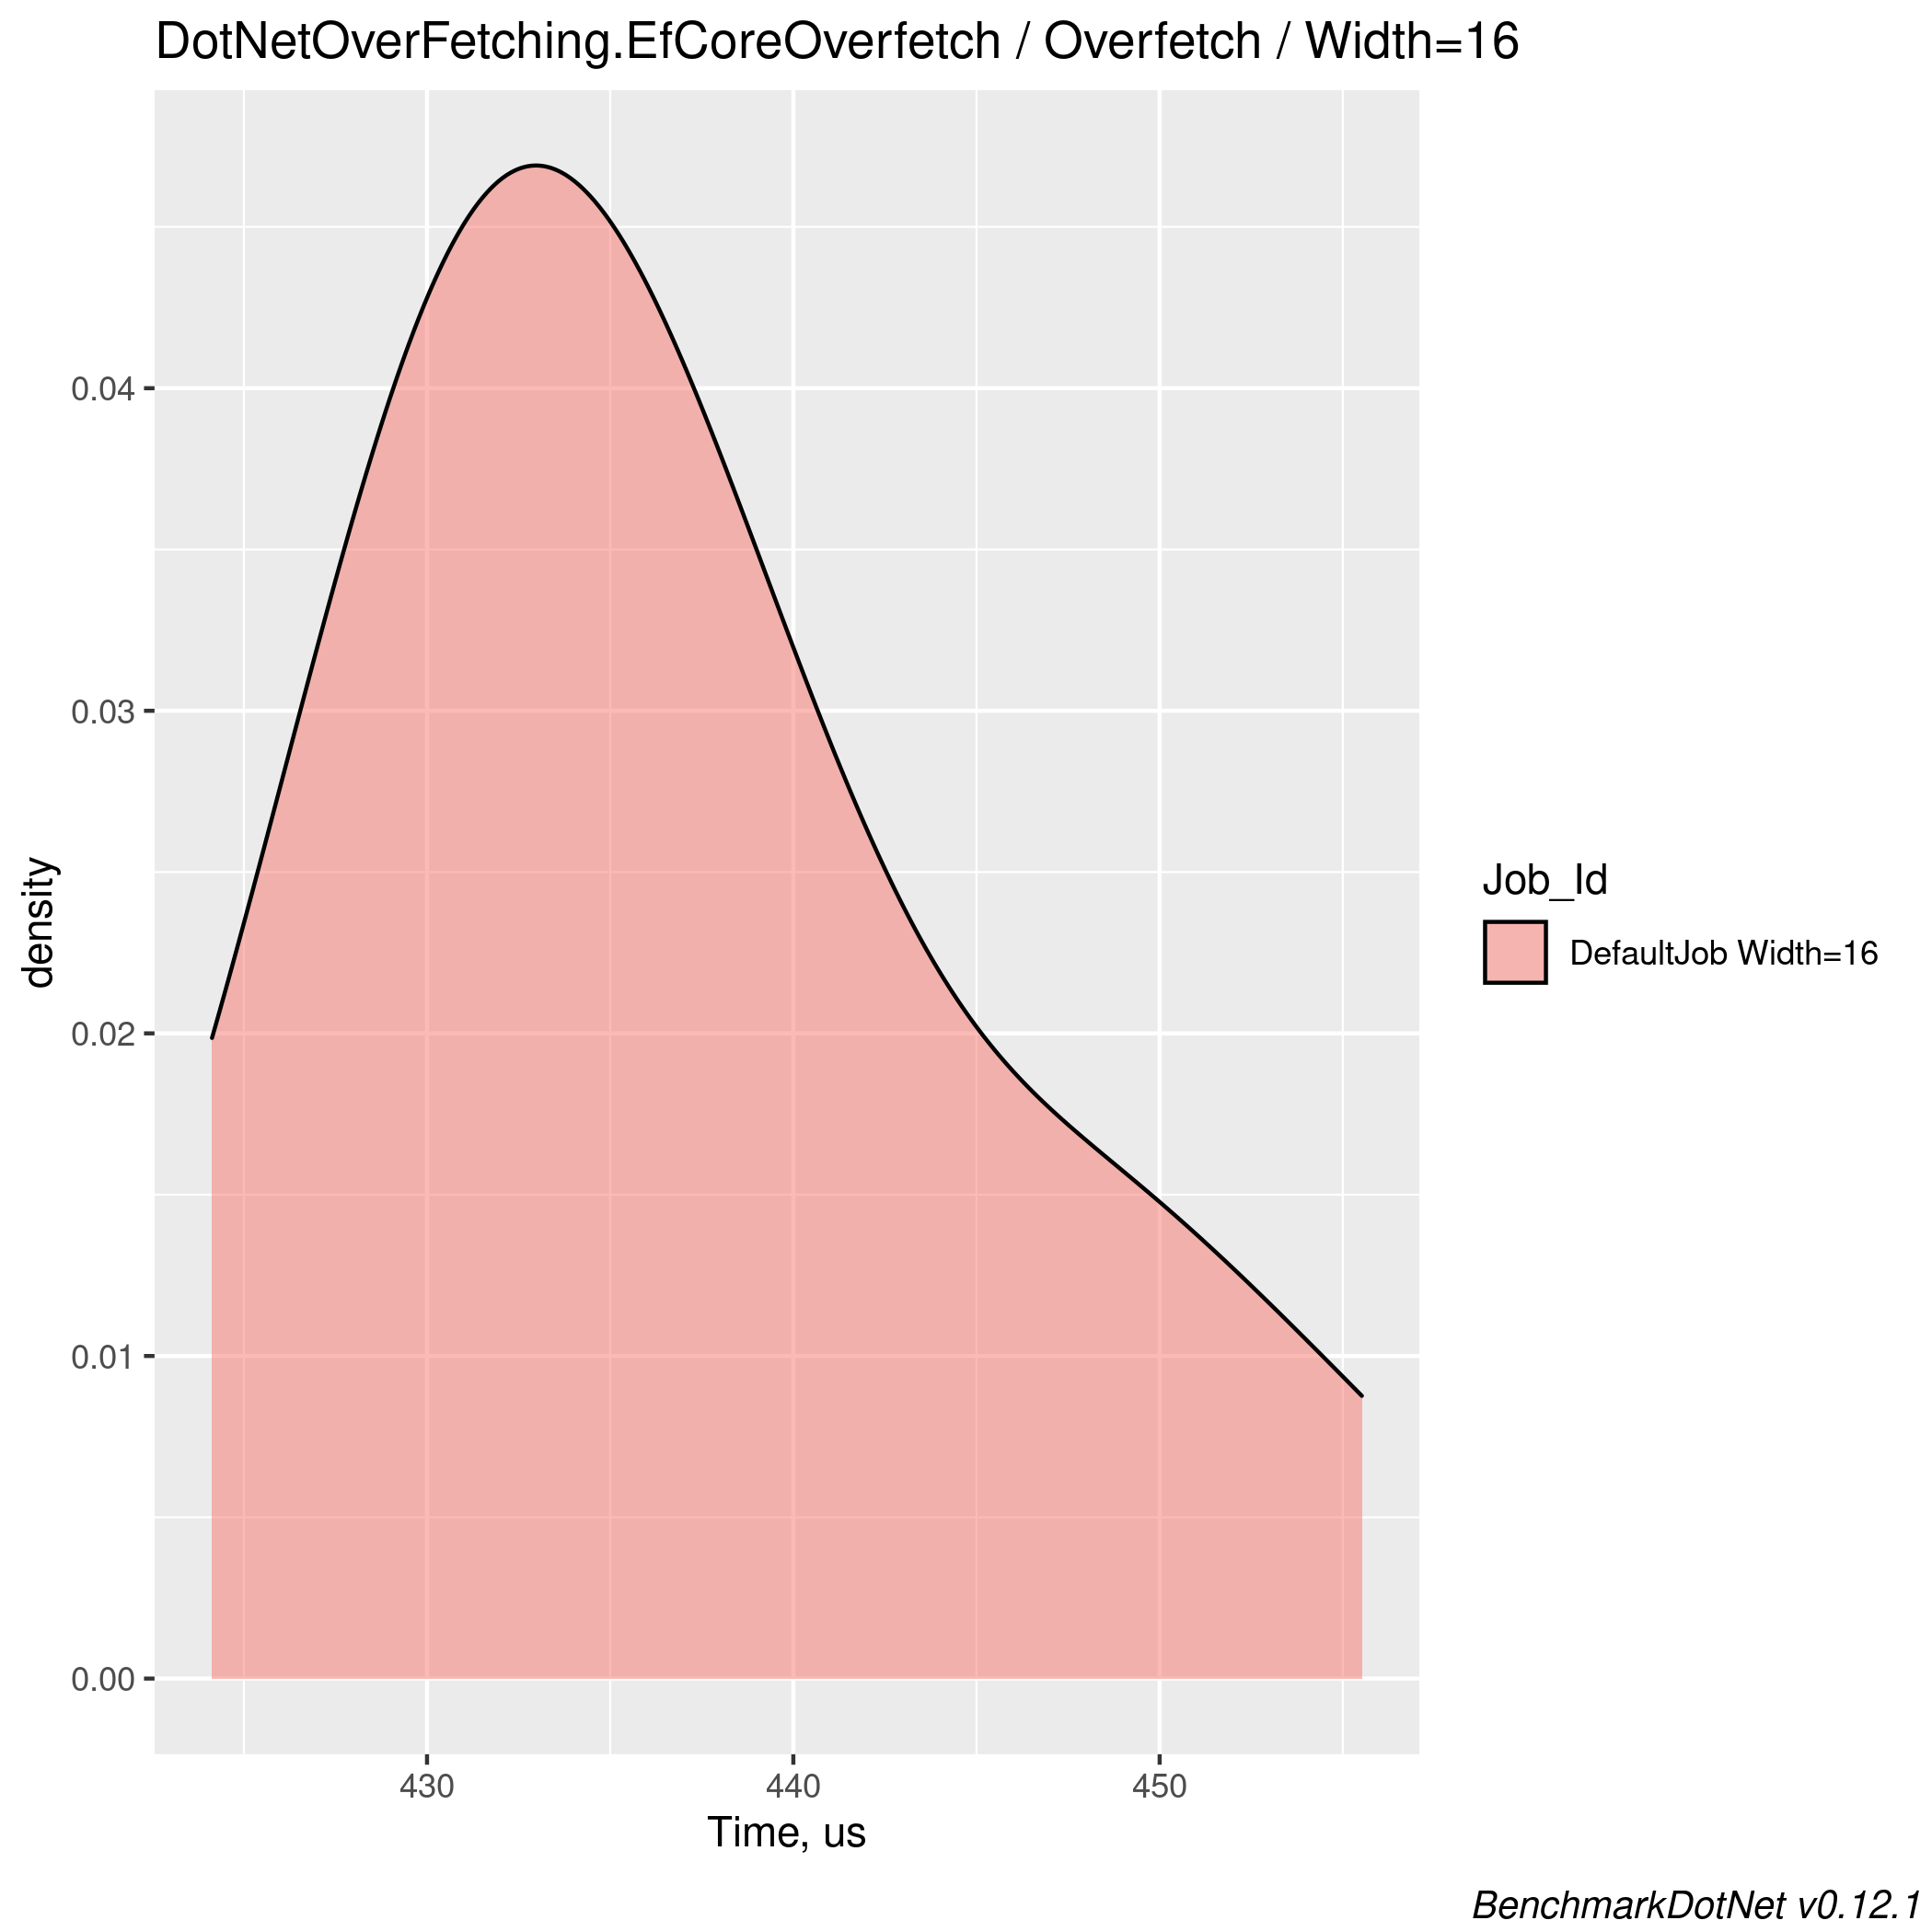 DotNetOverFetching.EfCoreOverfetch / Overfetch / Width=16
density
0.04
0.03
0.02
0.01
0.00
430 440 450
Time, us
Job_Id
DefaultJob Width=16
BenchmarkDotNet v0.12.1